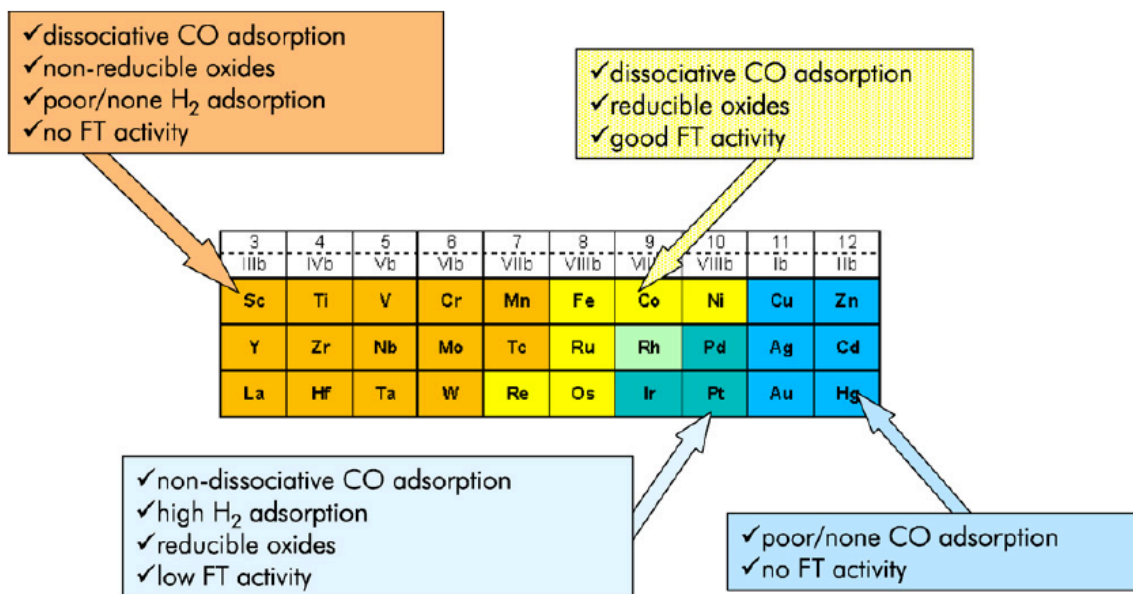 ✓dissociative CO adsorption
✓non-reducible oxides
✓poor/none H₂ adsorption
✓no FT activity
✓dissociative CO adsorption
✓reducible oxides
✓good FT activity
3 4 5 6 7 8 9 10 11 12
IIIb IVb Vb VIb VIIb VIIIb VII VIIIb Ib IIb
Sc Ti V Cr Mn Fe Co Ni Cu Zn
Y Zr Nb Mo Tc Ru Rh Pd Ag Cd
La Hf Ta W Re Os Ir Pt Au Hg
✓non-dissociative CO adsorption
✓high H₂ adsorption
✓reducible oxides
✓low FT activity
✓poor/none CO adsorption
✓no FT activity